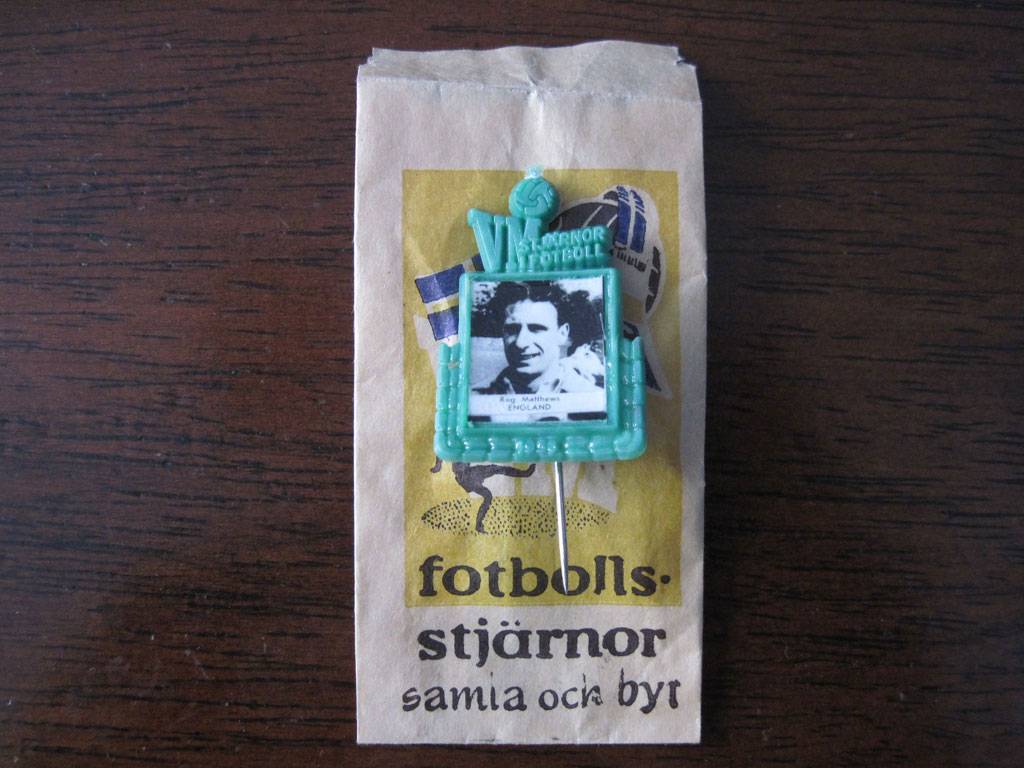 VM
STJÄRNOR
FOTBOLL
Reg Matthews
ENGLAND
fotbolls-
stjärnor
samla och byt